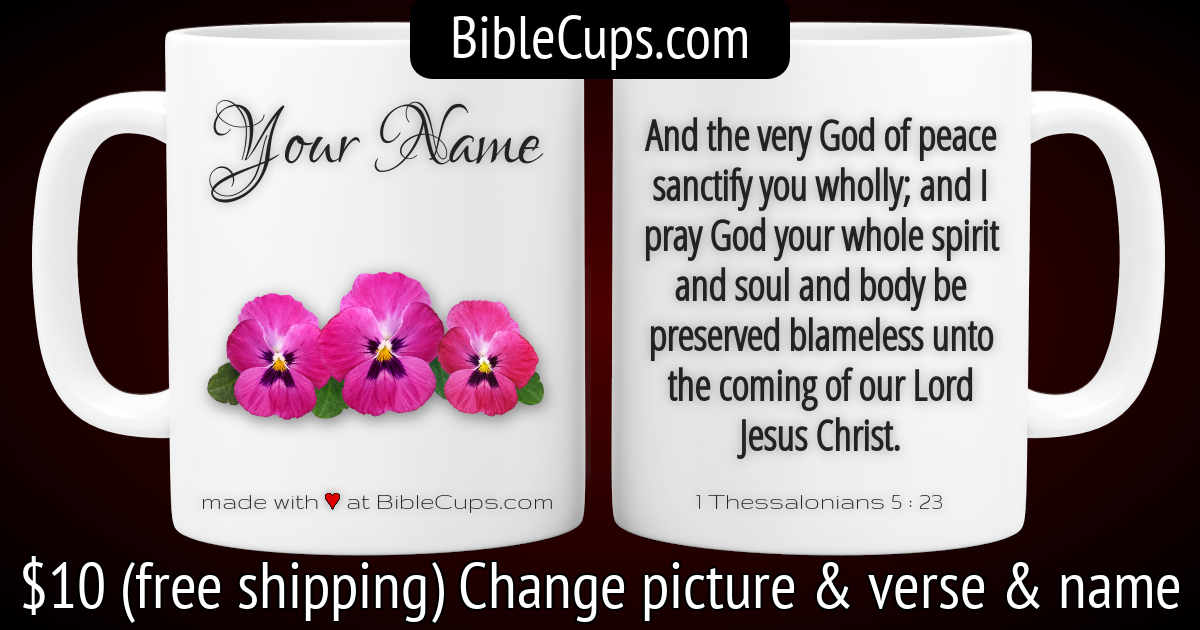 BibleCups.com
Your Name
made with ♥ at BibleCups.com
And the very God of peace
sanctify you wholly; and I
pray God your whole spirit
and soul and body be
preserved blameless unto
the coming of our Lord
Jesus Christ.
1 Thessalonians 5 : 23
$10 (free shipping) Change picture & verse & name